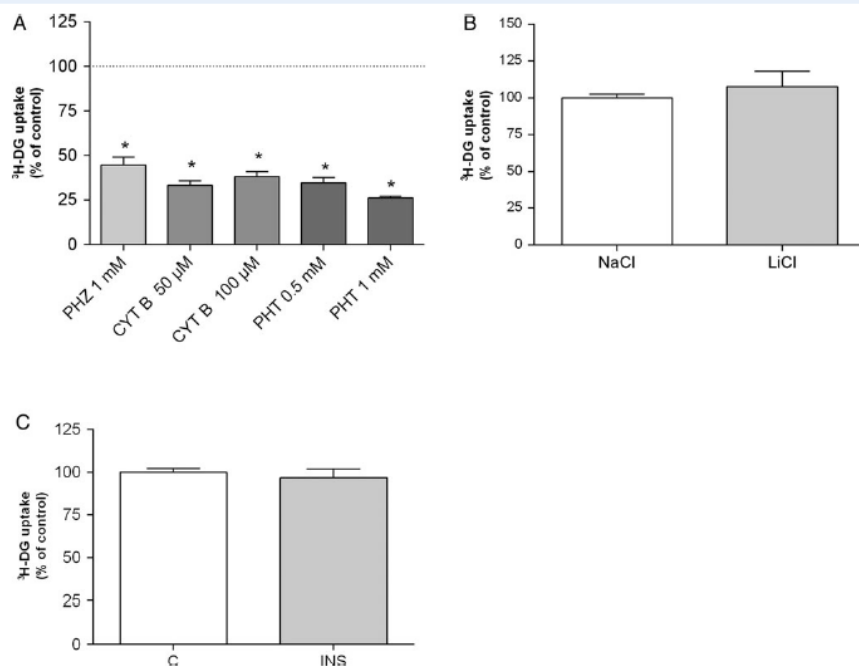 A
³H-DG uptake
(% of control)
125
100
75
50
25
0
*
*
*
*
*
PHZ 1 mM
CYT B 50 µM
CYT B 100 µM
PHT 0.5 mM
PHT 1 mM
B
³H-DG uptake
(% of control)
150
125
100
75
50
25
0
NaCl
LiCl
C
³H-DG uptake
(% of control)
125
100
75
50
25
0
C
INS